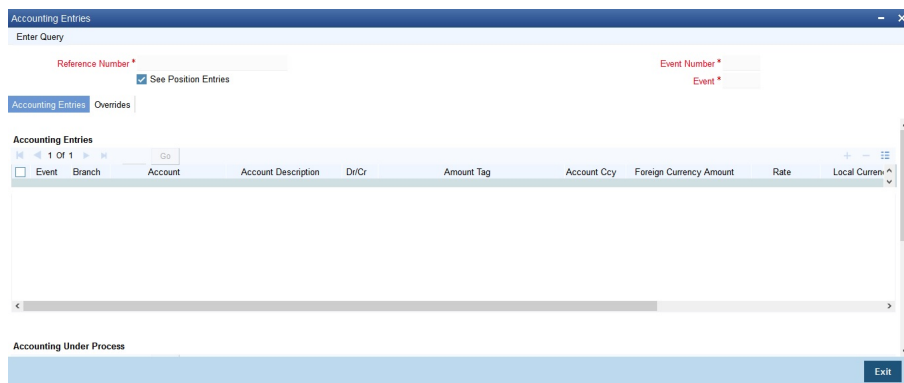 Accounting Entries
Enter Query
Reference Number *
Event Number *
See Position Entries
Event *
Accounting Entries Overrides
Accounting Entries
1 Of 1 Go
Event Branch Account Account Description Dr/Cr Amount Tag Account Ccy Foreign Currency Amount Rate Local Curren
Accounting Under Process
Exit